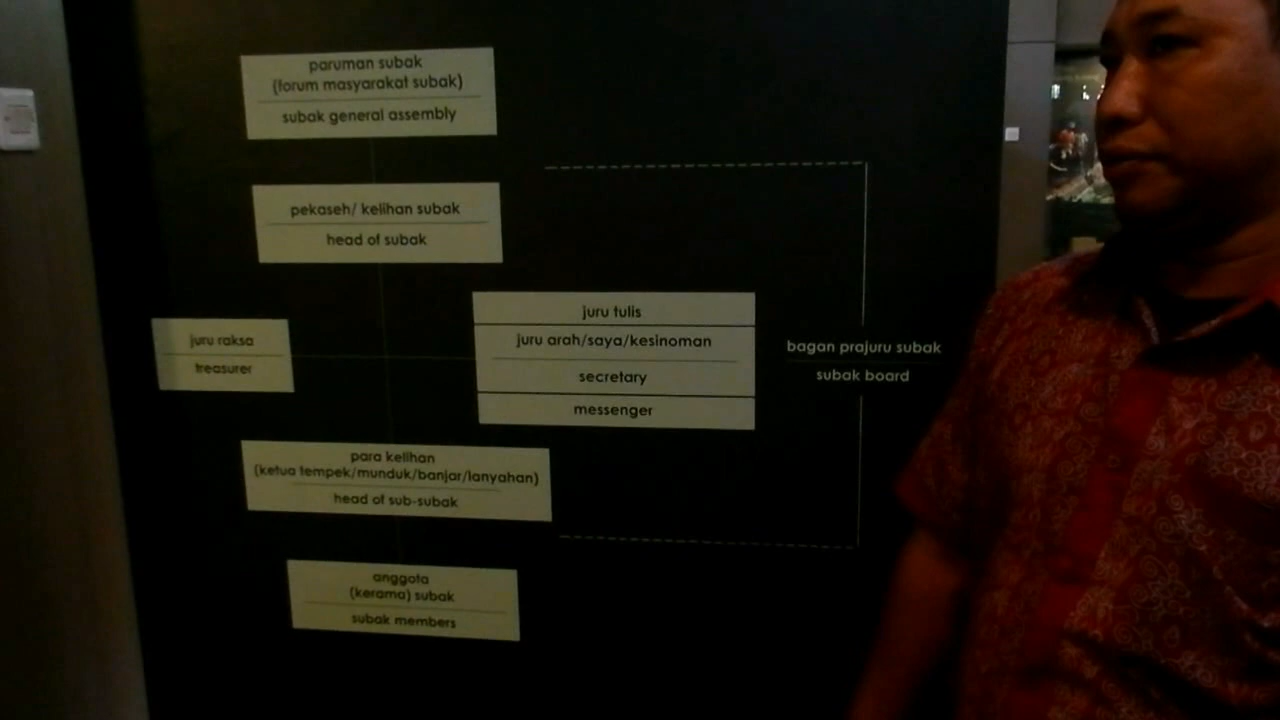 paruman subak
(forum masyarakat subak)
subak general assembly
pekaseh/ kelihan subak
head of subak
juru raksa
treasurer
juru tulis
juru arah/saya/kesinoman
secretary
messenger
bagan prajuru subak
subak board
para kelihan
(ketua tempek/munduk/banjar/lanyahan)
head of sub-subak
anggota
(kerama) subak
subak members